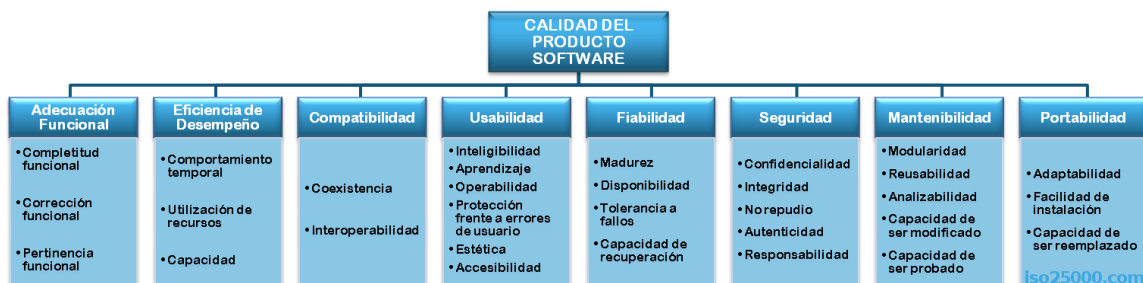 CALIDAD DEL
PRODUCTO
SOFTWARE
Adecuación
Funcional
• Completitud
funcional
• Corrección
funcional
• Pertinencia
funcional
Eficiencia de
Desempeño
• Comportamiento
temporal
• Utilización de
recursos
• Capacidad
Compatibilidad
• Coexistencia
• Interoperabilidad
Usabilidad
• Inteligibilidad
• Aprendizaje
• Operabilidad
• Protección
frente a errores
de usuario
• Estética
• Accesibilidad
Fiabilidad
• Madurez
• Disponibilidad
• Tolerancia a
fallos
• Capacidad de
recuperación
Seguridad
• Confidencialidad
• Integridad
• No repudio
• Autenticidad
• Responsabilidad
Mantenibilidad
• Modularidad
• Reusabilidad
• Analizabilidad
• Capacidad de
ser modificado
• Capacidad de
ser probado
Portabilidad
• Adaptabilidad
• Facilidad de
instalación
• Capacidad de
ser reemplazado
iso25000.com